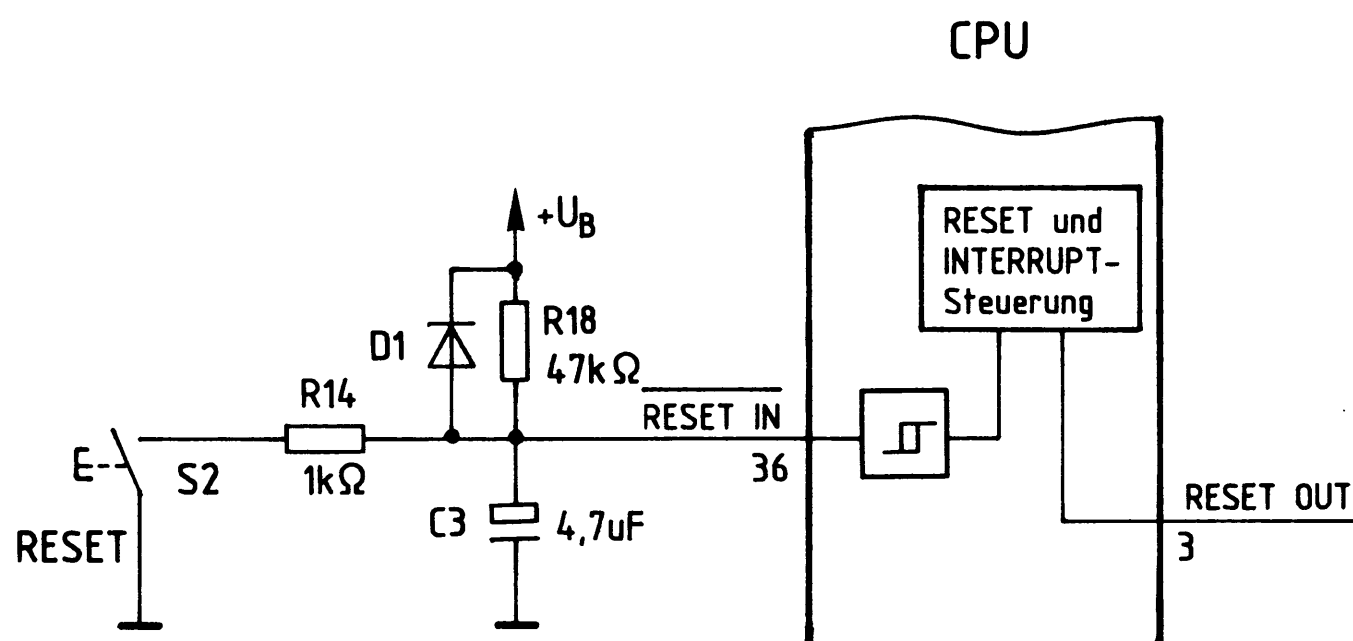 CPU
+UB
RESET und
INTERRUPT-
Steuerung
D1
R18
47kΩ
R14
1kΩ
RESET IN
36
E
S2
RESET
C3
4,7uF
RESET OUT
3